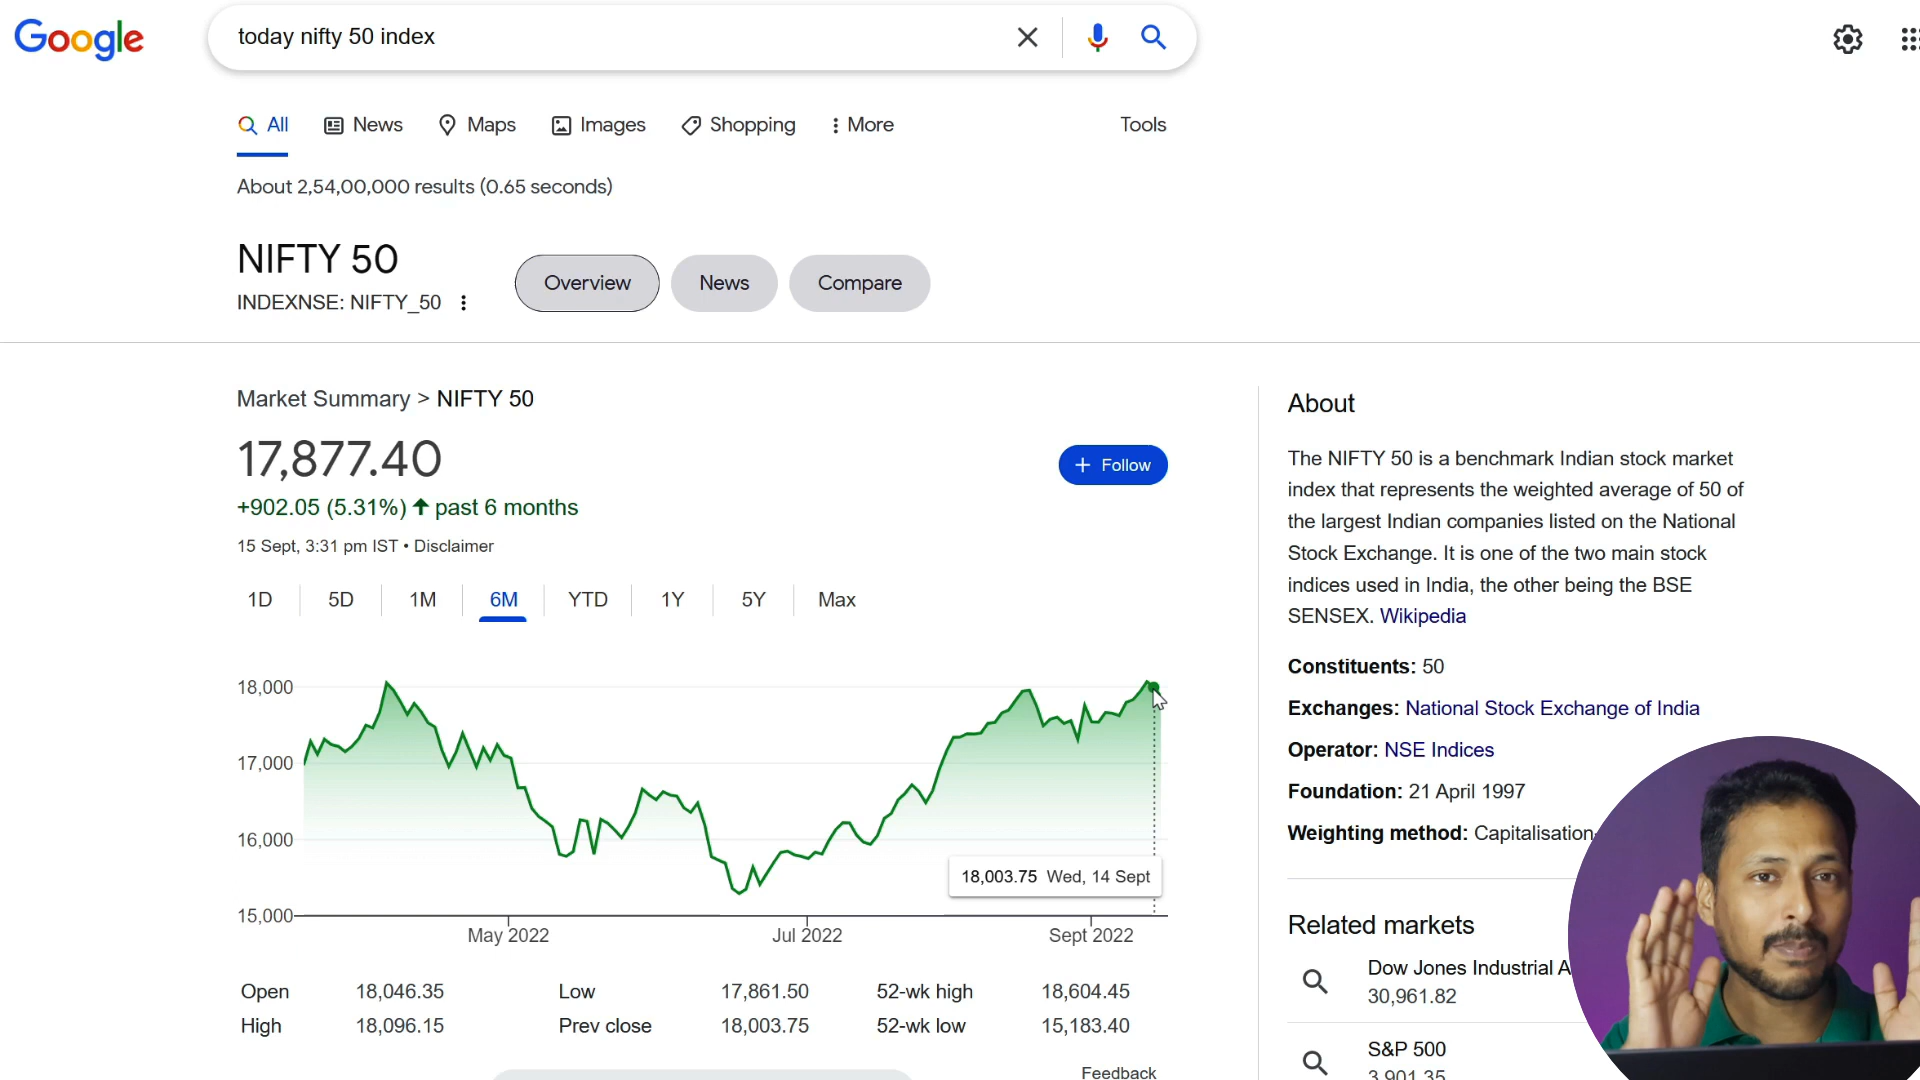 Google
today nifty 50 index
All
News
Maps
Images
Shopping
More
Tools
About 2,54,00,000 results (0.65 seconds)
NIFTY 50
INDEXNSE: NIFTY_50
Overview
News
Compare
Market Summary > NIFTY 50
17,877.40
+ Follow
+902.05 (5.31%) ↑ past 6 months
15 Sept, 3:31 pm IST • Disclaimer
1D
5D
1M
6M
YTD
1Y
5Y
Max
18,000
17,000
16,000
15,000
18,003.75 Wed, 14 Sept
May 2022
Jul 2022
Sept 2022
Open 18,046.35 Low 17,861.50 52-wk high 18,604.45
High 18,096.15 Prev close 18,003.75 52-wk low 15,183.40
Feedback
About
The NIFTY 50 is a benchmark Indian stock market
index that represents the weighted average of 50 of
the largest Indian companies listed on the National
Stock Exchange. It is one of the two main stock
indices used in India, the other being the BSE
SENSEX. Wikipedia
Constituents: 50
Exchanges: National Stock Exchange of India
Operator: NSE Indices
Foundation: 21 April 1997
Weighting method: Capitalisation-
Related markets
Dow Jones Industrial A
30,961.82
S&P 500
3,901.35